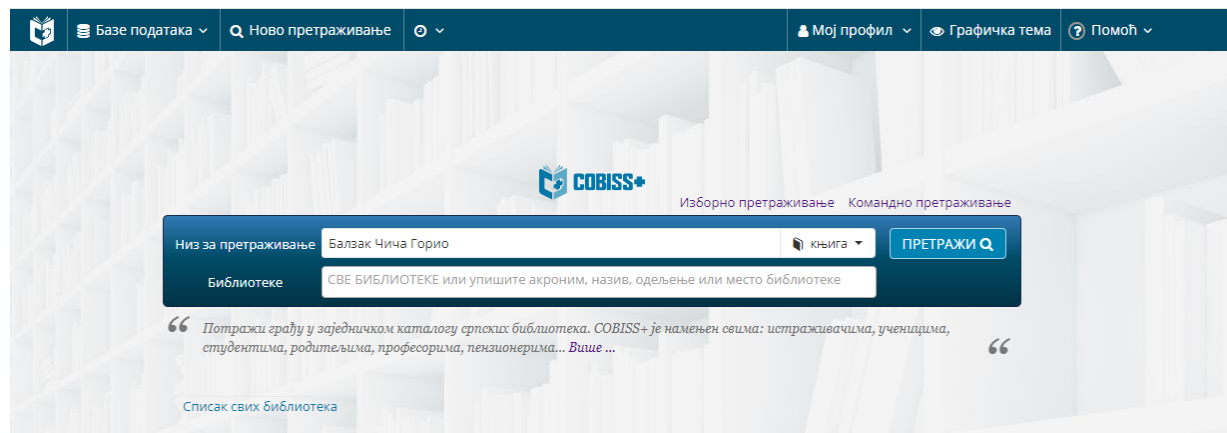 Базе података Ново претраживање Мој профил Графичка тема ? Помоћ
COBISS+
Изборно претраживање Командно претраживање
Низ за претраживање Балзак Чича Горио књига ПРЕТРАЖИ
Библиотеке СВЕ БИБЛИОТЕКЕ или упишите акроним, назив, одељење или место библиотеке
“ Потражи грађу у заједничком каталогу српских библиотека. COBISS+ је намењен свима: истраживачима, ученицима,
студентима, родитељима, професорима, пензионерима... Више ... “
Списак свих библиотека